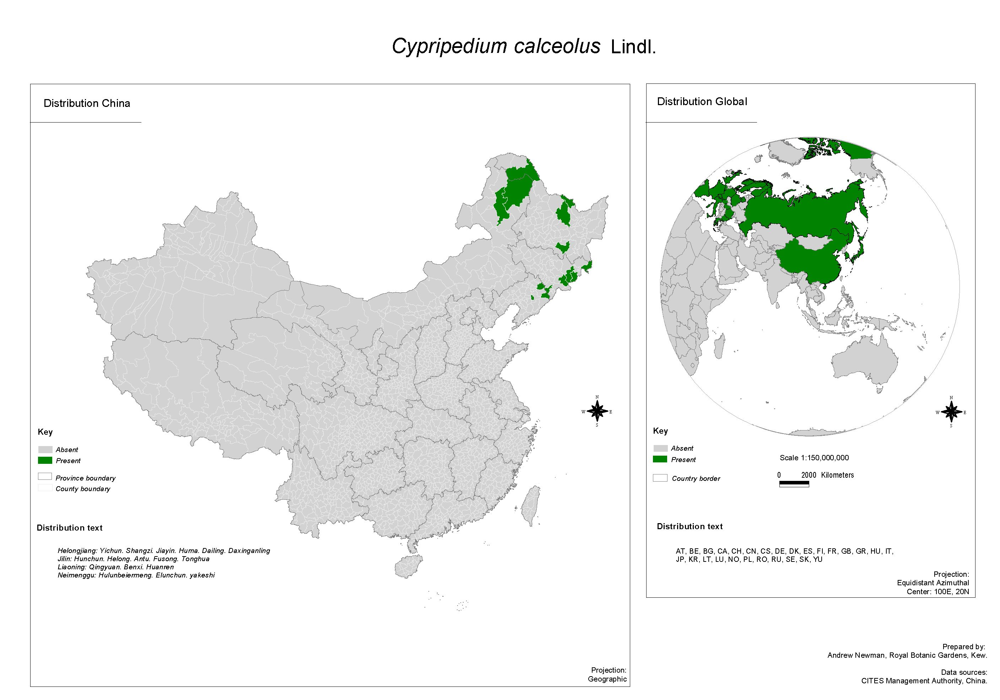 Cypripedium calceolus Lindl.
Distribution China
N
W E
S
Key
Absent
Present
Province boundary
County boundary
Distribution text
Helongjiang: Yichun. Shangzi. Jiayin. Huma. Dailing. Daxinganling
Jilin: Hunchun. Helong. Antu. Fusong. Tonghua
Liaoning: Qingyuan. Benxi. Huanren
Neimenggu: Hulunbeiermeng. Elunchun. yakeshi
Projection:
Geographic
Distribution Global
N
W E
S
Key
Absent
Present
Country border
Scale 1:150,000,000
0 2000 Kilometers
Distribution text
AT, BE, BG, CA, CH, CN, CS, DE, DK, ES, FI, FR, GB, GR, HU, IT,
JP, KR, LT, LU, NO, PL, RO, RU, SE, SK, YU
Projection:
Equidistant Azimuthal
Center: 100E, 20N
Prepared by:
Andrew Newman, Royal Botanic Gardens, Kew.
Data sources:
CITES Management Authority, China.